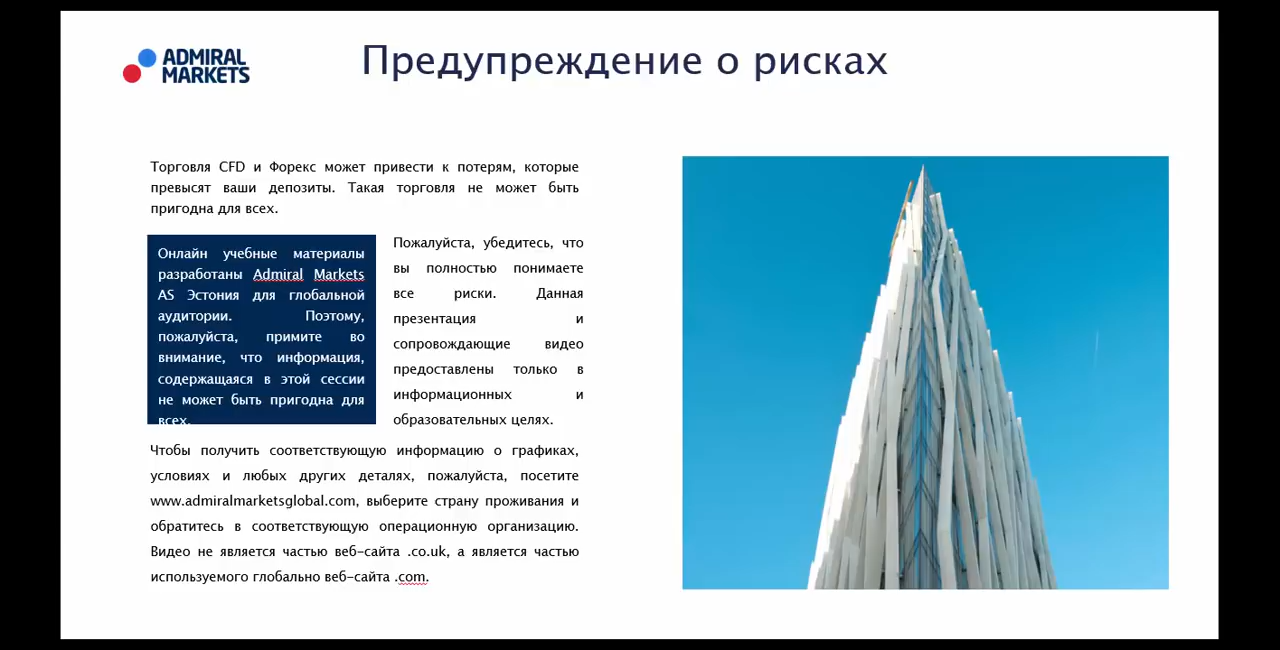 ADMIRAL
MARKETS
Предупреждение о рисках
Торговля CFD и Форекс может привести к потерям, которые
превысят ваши депозиты. Такая торговля не может быть
пригодна для всех.
Онлайн учебные материалы
разработаны Admiral Markets
AS Эстония для глобальной
аудитории. Поэтому,
пожалуйста, примите во
внимание, что информация,
содержащаяся в этой сессии
не может быть пригодна для
всех.
Пожалуйста, убедитесь, что
вы полностью понимаете
все риски. Данная
презентация и
сопровождающие видео
предоставлены только в
информационных и
образовательных целях.
Чтобы получить соответствующую информацию о графиках,
условиях и любых других деталях, пожалуйста, посетите
www.admiralmarketsglobal.com, выберите страну проживания и
обратитесь в соответствующую операционную организацию.
Видео не является частью веб-сайта .co.uk, а является частью
используемого глобально веб-сайта .com.